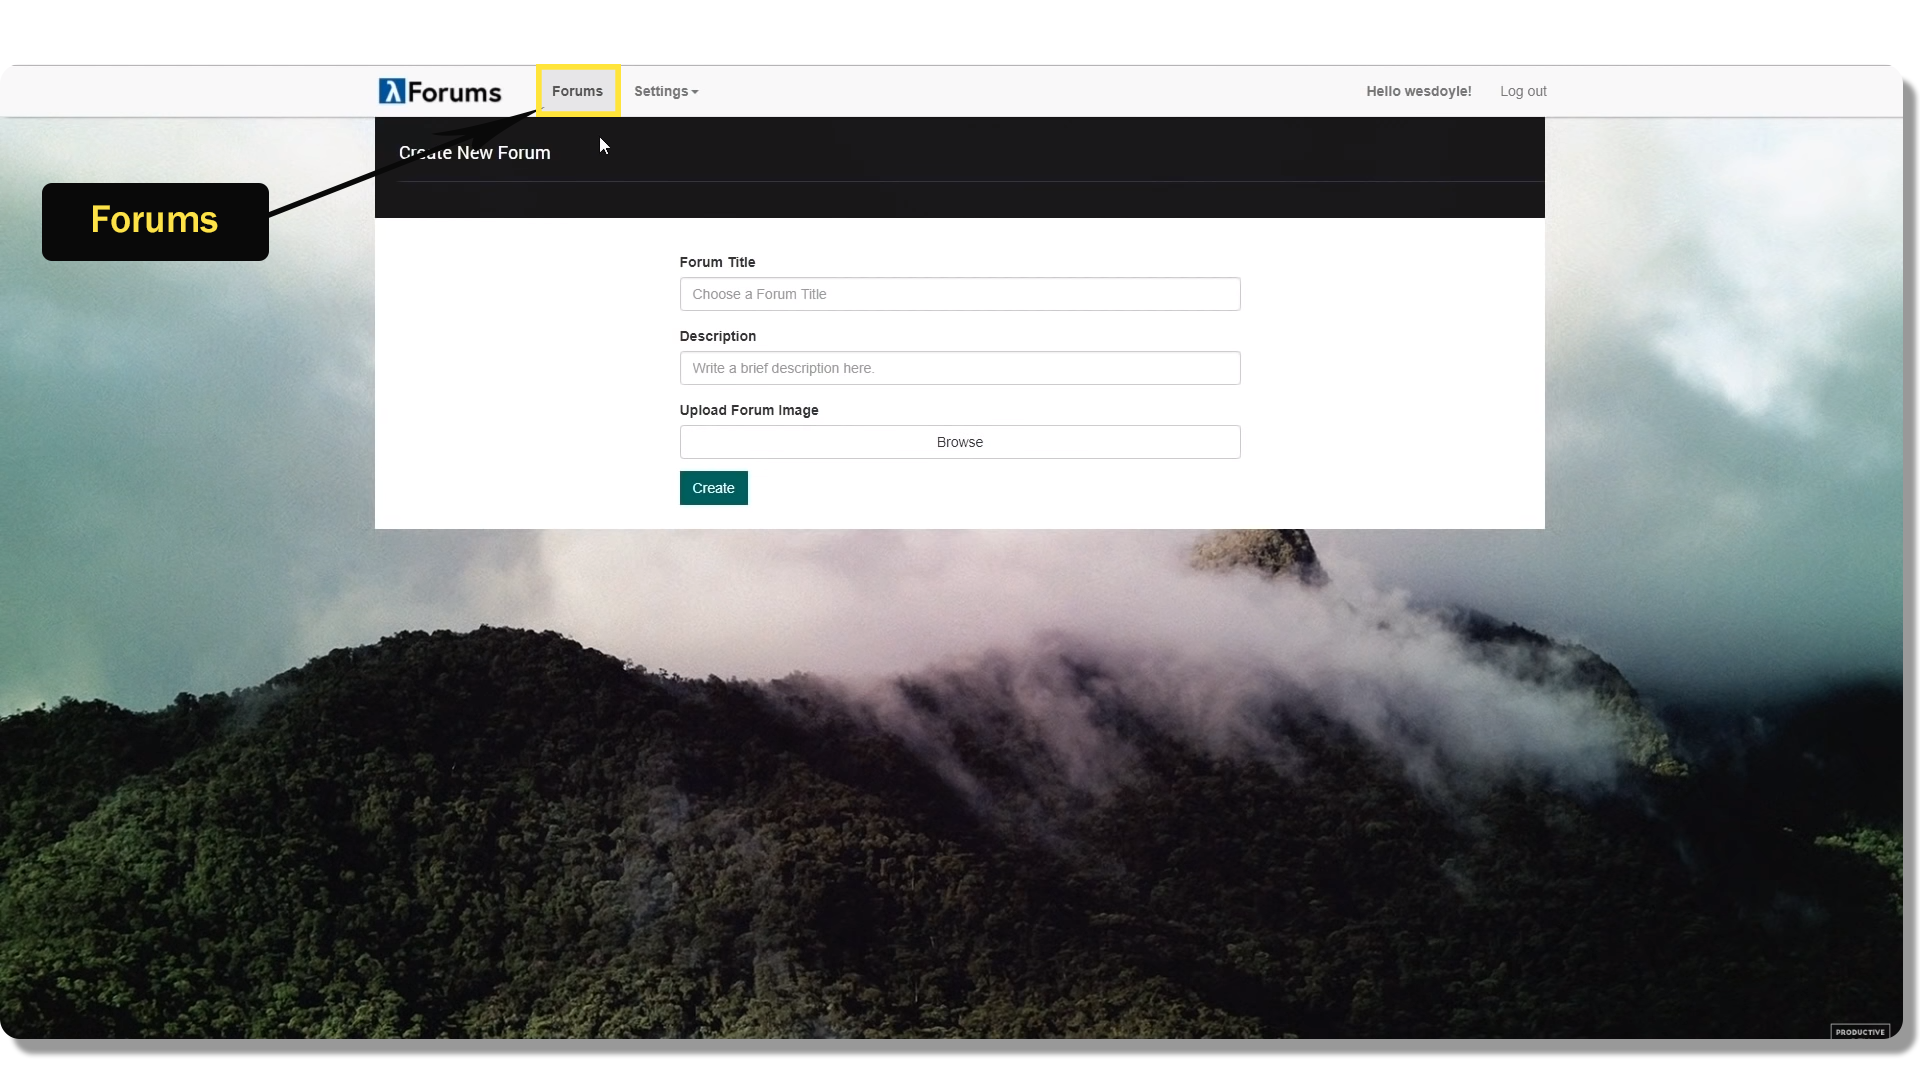 λForums
Forums
Settings
Hello wesdoyle!
Log out
Create New Forum
Forums
Forum Title
Choose a Forum Title
Description
Write a brief description here.
Upload Forum Image
Browse
Create
PRODUCTIVE